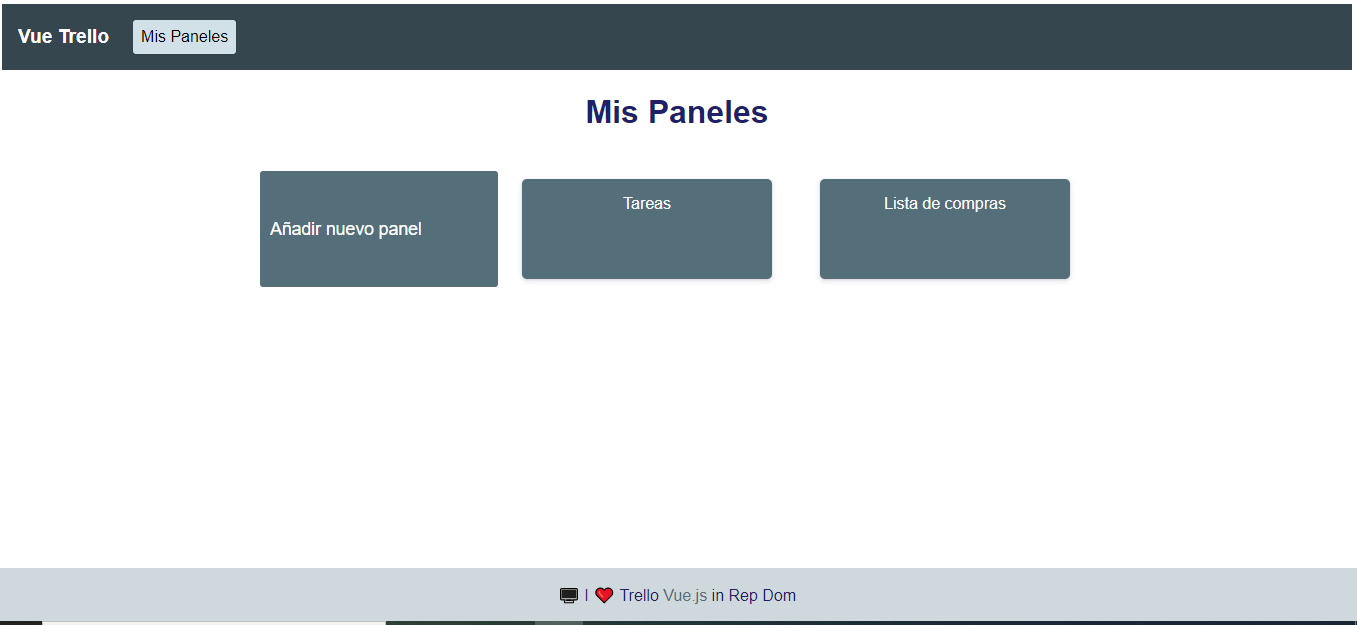 Vue Trello Mis Paneles
Mis Paneles
Añadir nuevo panel
Tareas
Lista de compras
I ❤️ Trello Vue.js in Rep Dom